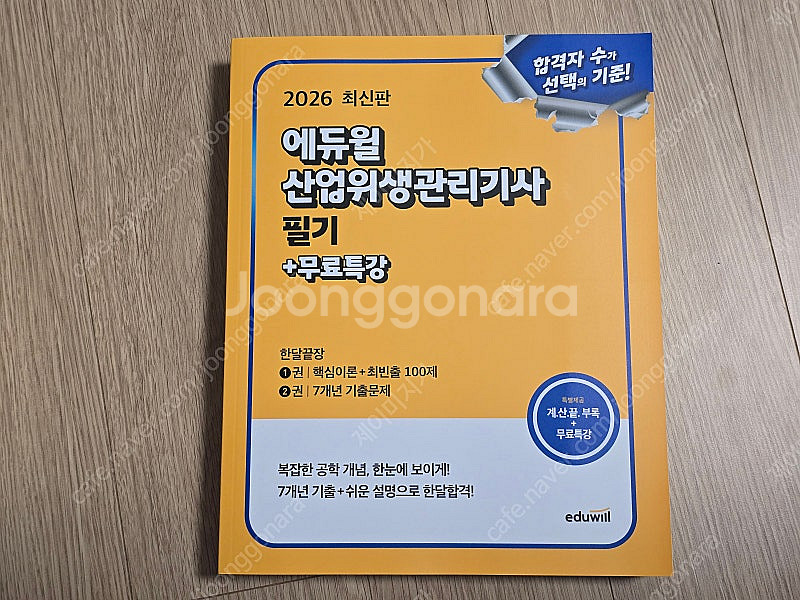 합격자 수가
선택의 기준!
2026 최신판
에듀윌
산업위생관리기사
필기
+무료특강
Joonggonara
한달끝장
❶권 | 핵심이론+최빈출 100제
❷권 | 7개년 기출문제
특별제공
계.산.끝. 부록
+
무료특강
복잡한 공학 개념, 한눈에 보이게!
7개년 기출+쉬운 설명으로 한달합격!
eduwill